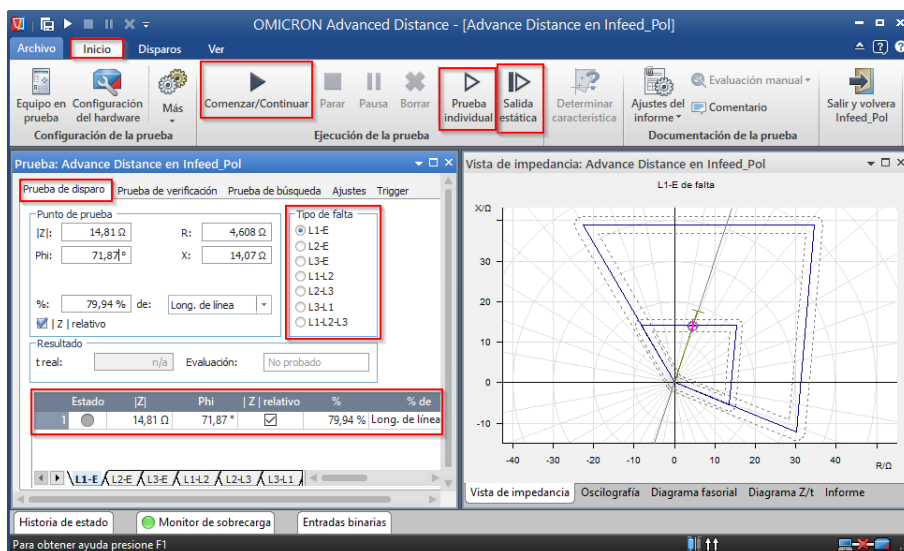 OMICRON Advanced Distance - [Advance Distance en Infeed_Pol]
Archivo Inicio Disparos Ver
Equipo en prueba
Configuración del hardware
Más
Comenzar/Continuar
Parar
Pausa
Borrar
Prueba individual
Salida estática
Determinar característica
Ajustes del informe
Evaluación manual
Comentario
Salir y volvera Infeed_Pol
Configuración de la prueba
Ejecución de la prueba
Documentación de la prueba
Prueba: Advance Distance en Infeed_Pol
Prueba de disparo Prueba de verificación Prueba de búsqueda Ajustes Trigger
Punto de prueba
|Z|: 14,81 Ω R: 4,608 Ω
Phi: 71,87° X: 14,07 Ω
%: 79,94 % de: Long. de línea
| Z | relativo
Tipo de falta
L1-E
L2-E
L3-E
L1-L2
L2-L3
L3-L1
L1-L2-L3
Resultado
t real: n/a Evaluación: No probado
Estado |Z| Phi | Z | relativo % % de
1 14,81 Ω 71,87 ° 79,94 % Long. de línea
L1-E L2-E L3-E L1-L2 L2-L3 L3-L1
Vista de impedancia: Advance Distance en Infeed_Pol
L1-E de falta
X/Ω
30
20
10
0
-10
-40 -30 -20 -10 0 10 20 30 40 R/Ω
Vista de impedancia Oscilografía Diagrama fasorial Diagrama Z/t Informe
Historia de estado Monitor de sobrecarga Entradas binarias
Para obtener ayuda presione F1